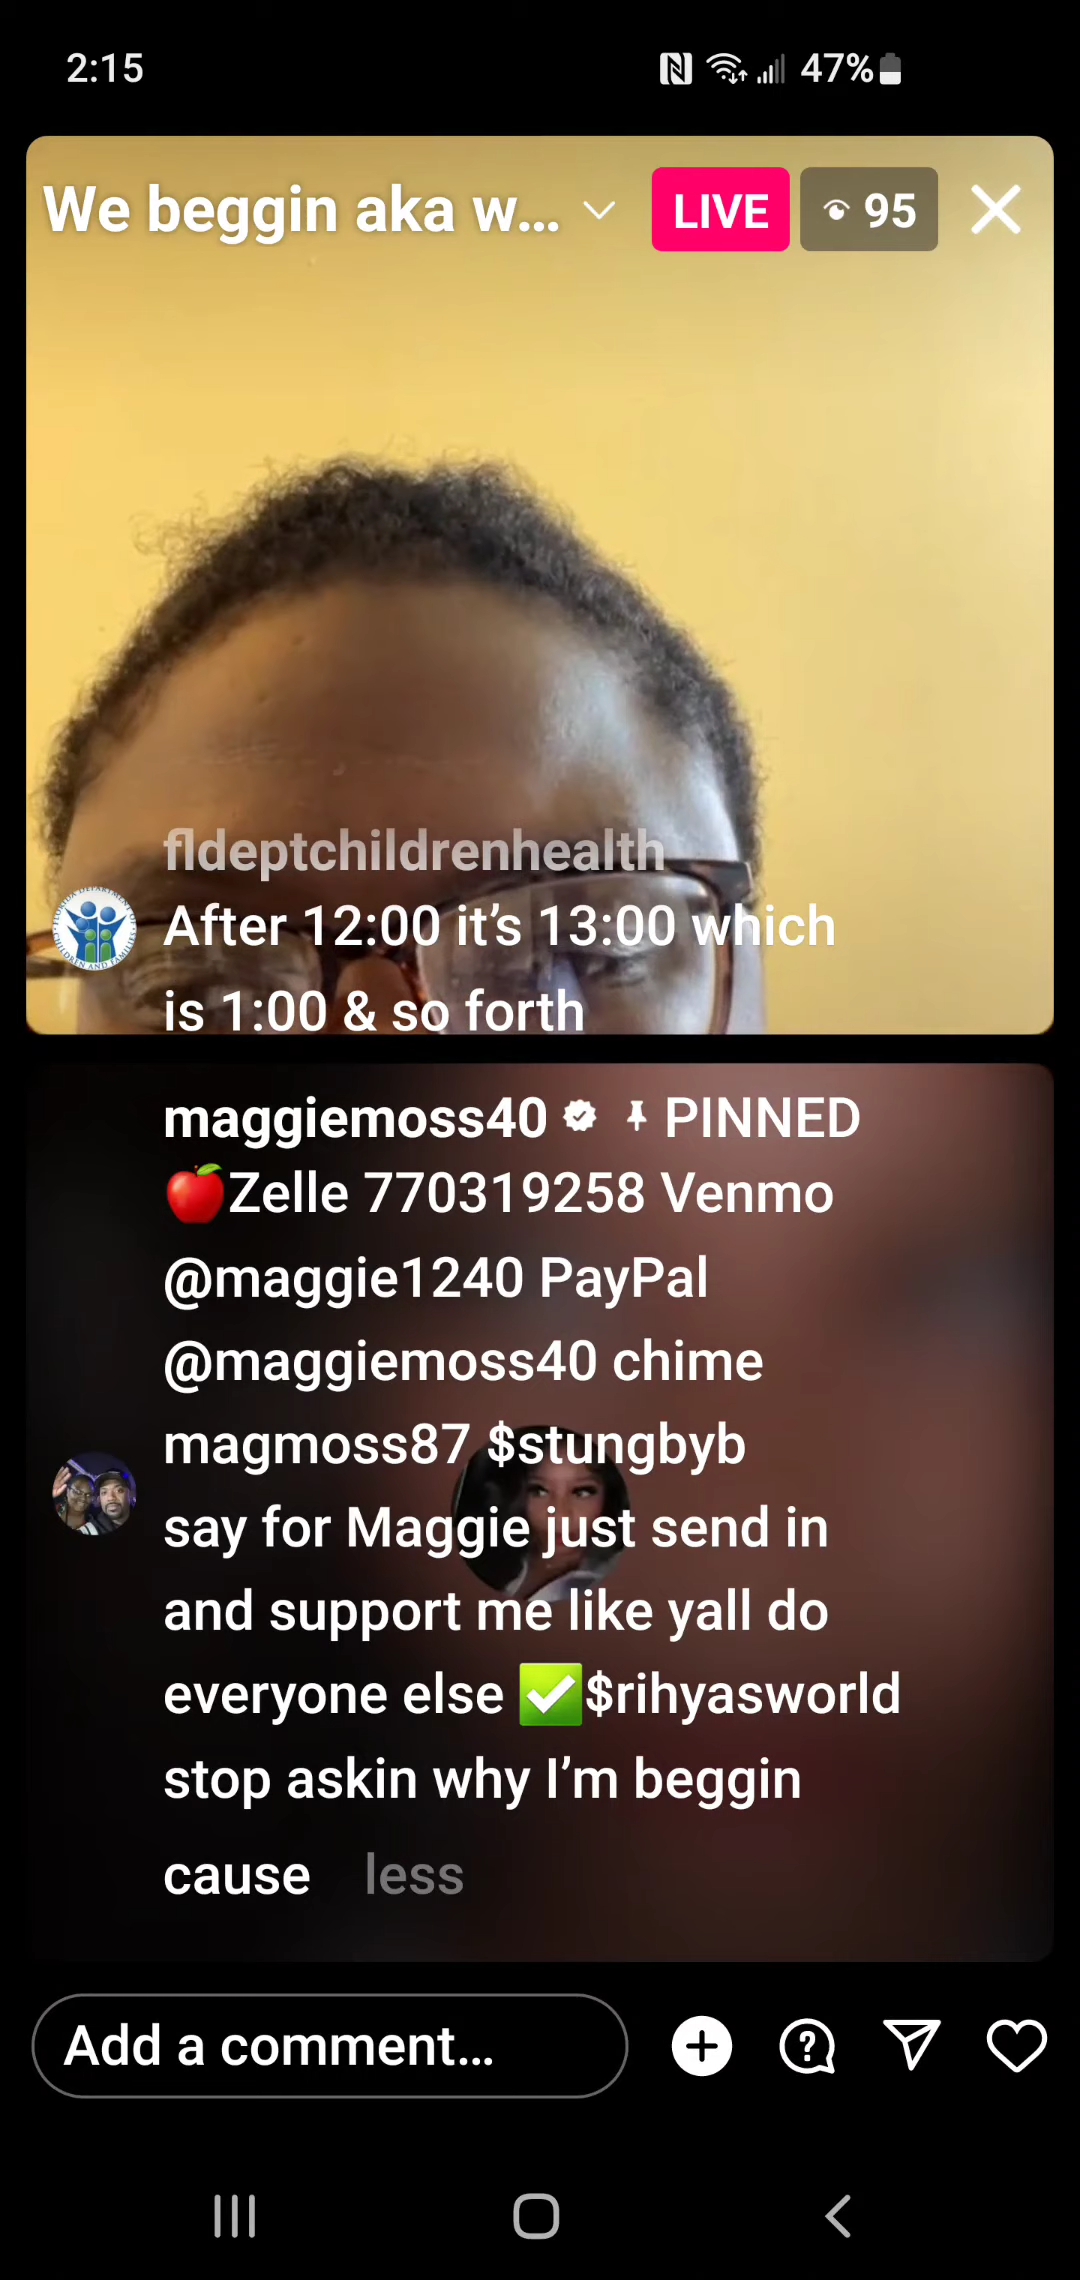 2:15 47%
We beggin aka w... LIVE 95
fldeptchildrenhealth
After 12:00 it’s 13:00 which
is 1:00 & so forth
maggiemoss40 PINNED
🍎Zelle 770319258 Venmo
@maggie1240 PayPal
@maggiemoss40 chime
magmoss87 $stungbyb
say for Maggie just send in
and support me like yall do
everyone else ✅$rihyasworld
stop askin why I’m beggin
cause less
Add a comment...